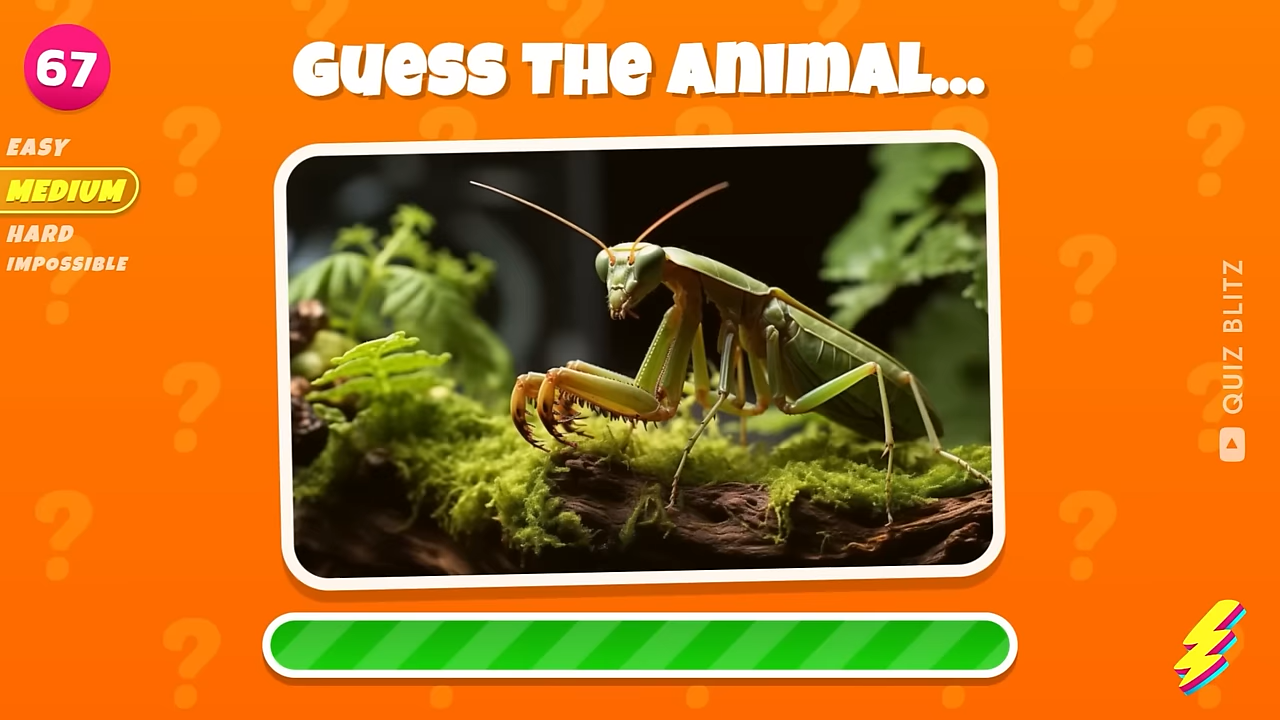 67
GUESS THE ANIMAL...
EASY
MEDIUM
HARD
IMPOSSIBLE
QUIZ BLITZ